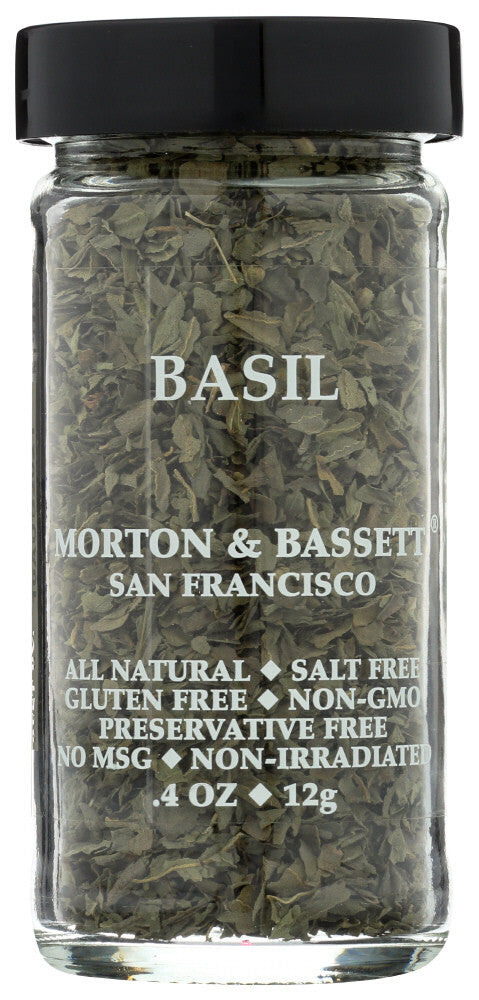 BASIL
MORTON & BASSETT®
SAN FRANCISCO
ALL NATURAL ◆ SALT FREE
GLUTEN FREE ◆ NON-GMO
PRESERVATIVE FREE
NO MSG ◆ NON-IRRADIATED
.4 OZ ◆ 12g